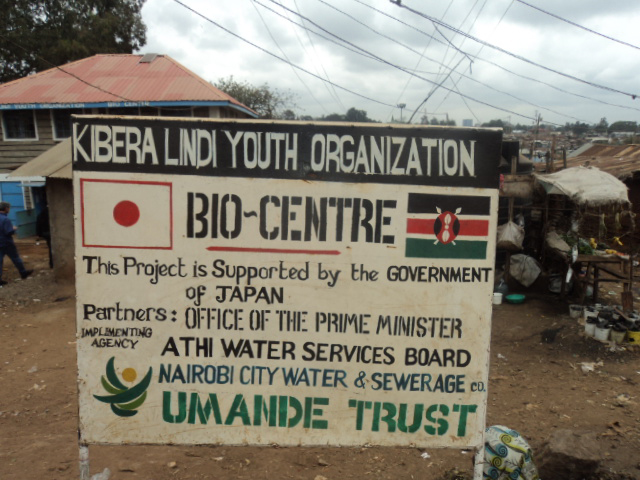 KIBERA LINDI YOUTH ORGANIZATION
BIO-CENTRE
This Project is Supported by the GOVERNMENT
of JAPAN
Partners: OFFICE OF THE PRIME MINISTER
IMPLIMENTING
AGENCY
ATHI WATER SERVICES BOARD
NAIROBI CITY WATER & SEWERAGE CO.
UMANDE TRUST